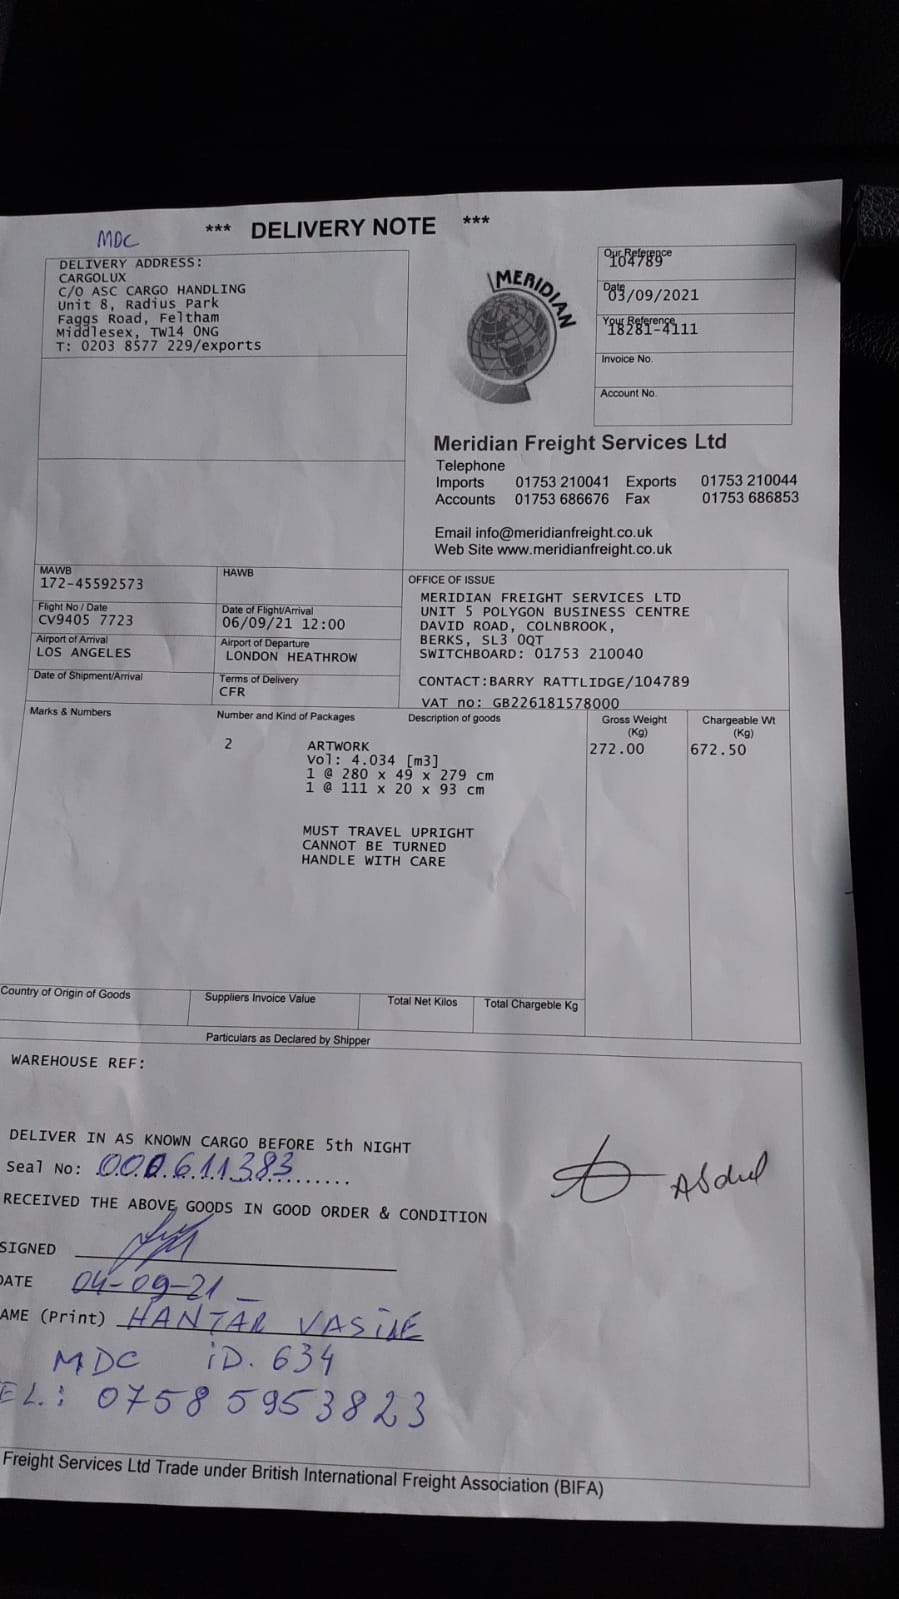 MDC
*** DELIVERY NOTE ***
DELIVERY ADDRESS:
CARGOLUX
C/O ASC CARGO HANDLING
Unit 8, Radius Park
Faggs Road, Feltham
Middlesex, TW14 0NG
T: 0203 8577 229/exports
MERIDIAN
Our Reference
104789
Date
03/09/2021
Your Reference
18281-4111
Invoice No.
Account No.
Meridian Freight Services Ltd
Telephone
Imports 01753 210041 Exports 01753 210044
Accounts 01753 686676 Fax 01753 686853
Email info@meridianfreight.co.uk
Web Site www.meridianfreight.co.uk
MAWB
172-45592573
HAWB
Flight No / Date
CV9405 7723
Date of Flight/Arrival
06/09/21 12:00
Airport of Arrival
LOS ANGELES
Airport of Departure
LONDON HEATHROW
Date of Shipment/Arrival
Terms of Delivery
CFR
OFFICE OF ISSUE
MERIDIAN FREIGHT SERVICES LTD
UNIT 5 POLYGON BUSINESS CENTRE
DAVID ROAD, COLNBROOK,
BERKS, SL3 0QT
SWITCHBOARD: 01753 210040
CONTACT:BARRY RATTLIDGE/104789
VAT no: GB226181578000
Marks & Numbers
Number and Kind of Packages
Description of goods
Gross Weight
(Kg)
Chargeable Wt
(Kg)
2 ARTWORK 272.00 672.50
Vol: 4.034 [m3]
1 @ 280 x 49 x 279 cm
1 @ 111 x 20 x 93 cm
MUST TRAVEL UPRIGHT
CANNOT BE TURNED
HANDLE WITH CARE
Country of Origin of Goods
Suppliers Invoice Value
Total Net Kilos
Total Chargeble Kg
Particulars as Declared by Shipper
WAREHOUSE REF:
DELIVER IN AS KNOWN CARGO BEFORE 5th NIGHT
Seal No: 000611383
RECEIVED THE ABOVE GOODS IN GOOD ORDER & CONDITION
Abdul
SIGNED
DATE 04-09-21
AME (Print) HANTAR VASILE
MDC iD. 634
EL.: 07585953823
Freight Services Ltd Trade under British International Freight Association (BIFA)